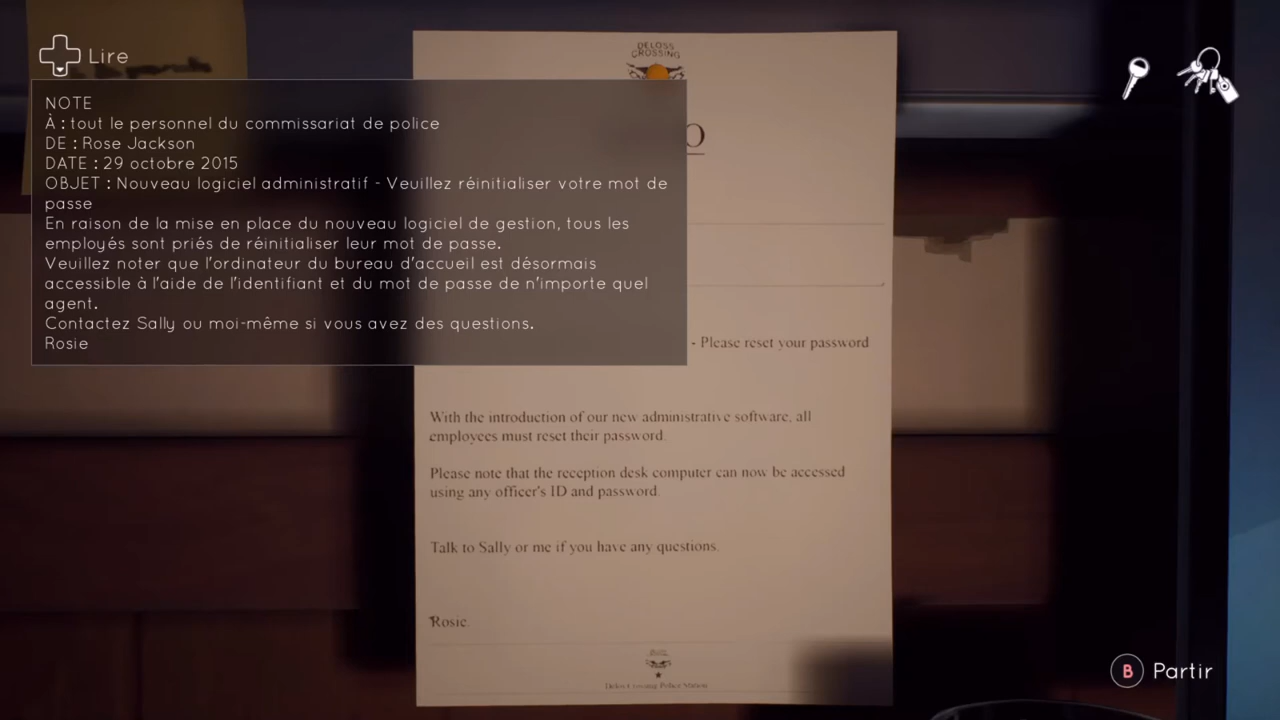 Lire
NOTE
À : tout le personnel du commissariat de police
DE : Rose Jackson
DATE : 29 octobre 2015
OBJET : Nouveau logiciel administratif - Veuillez réinitialiser votre mot de
passe
En raison de la mise en place du nouveau logiciel de gestion, tous les
employés sont priés de réinitialiser leur mot de passe.
Veuillez noter que l'ordinateur du bureau d'accueil est désormais
accessible à l'aide de l'identifiant et du mot de passe de n'importe quel
agent.
Contactez Sally ou moi-même si vous avez des questions.
Rosie
DELOSS
CROSSING
O
- Please reset your password
With the introduction of our new administrative software, all
employees must reset their password.
Please note that the reception desk computer can now be accessed
using any officer's ID and password.
Talk to Sally or me if you have any questions.
Rosie
Delos Crossing Police Station
B Partir